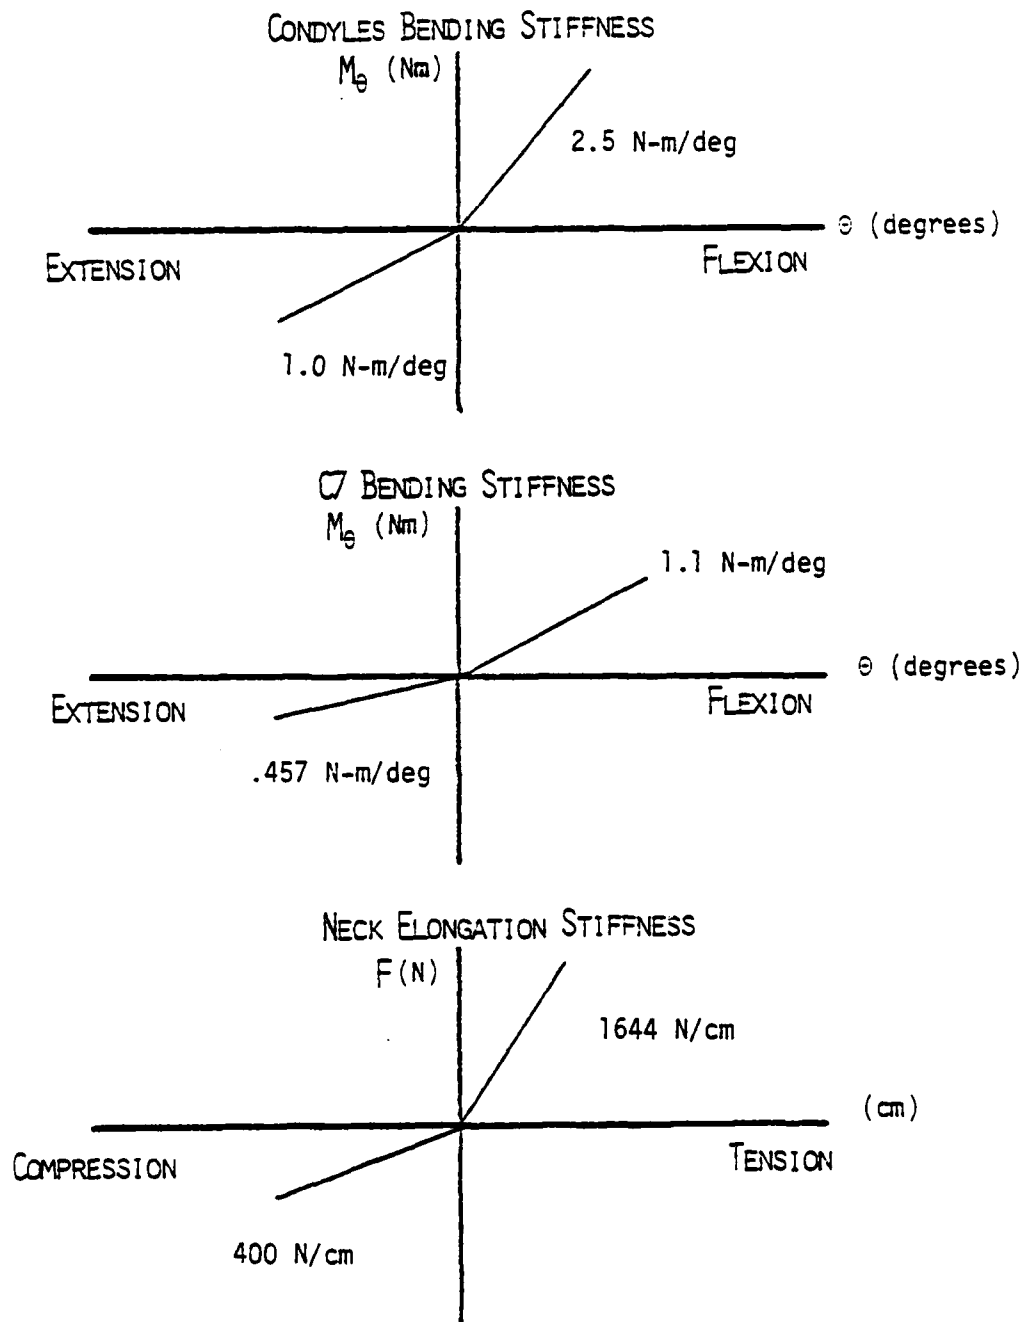 CONDYLES BENDING STIFFNESS
Mθ (Nm)
2.5 N-m/deg
θ (degrees)
EXTENSION
FLEXION
1.0 N-m/deg
C7 BENDING STIFFNESS
Mθ (Nm)
1.1 N-m/deg
θ (degrees)
EXTENSION
FLEXION
.457 N-m/deg
NECK ELONGATION STIFFNESS
F(N)
1644 N/cm
(cm)
COMPRESSION
TENSION
400 N/cm